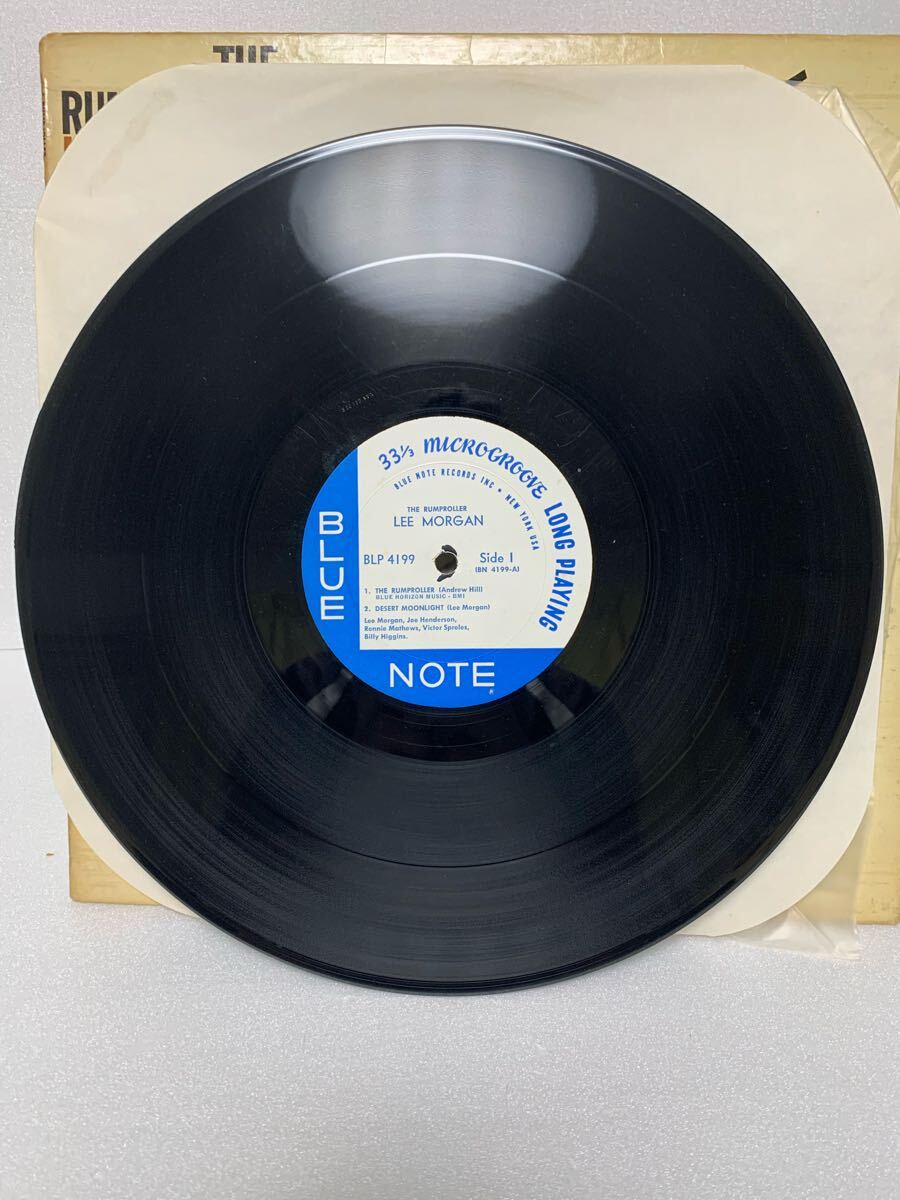 THE
33⅓ MICROGROOVE LONG PLAYING
BLUE NOTE RECORDS INC • NEW YORK USA
THE RUMPROLLER
LEE MORGAN
BLP 4199
Side 1
(BN 4199-A)
1. THE RUMPROLLER (Andrew Hill)
BLUE HORIZON MUSIC - BMI
2. DESERT MOONLIGHT (Lee Morgan)
Lee Morgan, Joe Henderson,
Ronnie Mathews, Victor Sproles,
Billy Higgins.
BLUE
NOTE
®